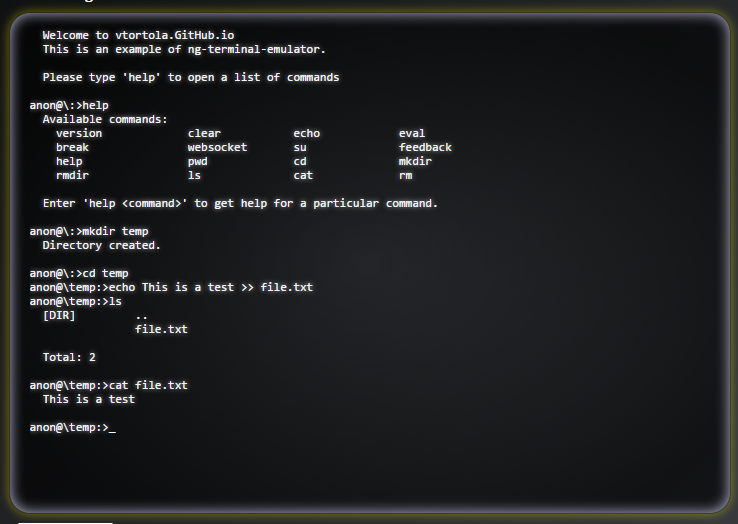 Welcome to vtortola.GitHub.io
This is an example of ng-terminal-emulator.
Please type 'help' to open a list of commands
anon@\:>help
Available commands:
version clear echo eval
break websocket su feedback
help pwd cd mkdir
rmdir ls cat rm
Enter 'help <command>' to get help for a particular command.
anon@\:>mkdir temp
Directory created.
anon@\:>cd temp
anon@\temp:>echo This is a test >> file.txt
anon@\temp:>ls
[DIR] ..
file.txt
Total: 2
anon@\temp:>cat file.txt
This is a test
anon@\temp:>_